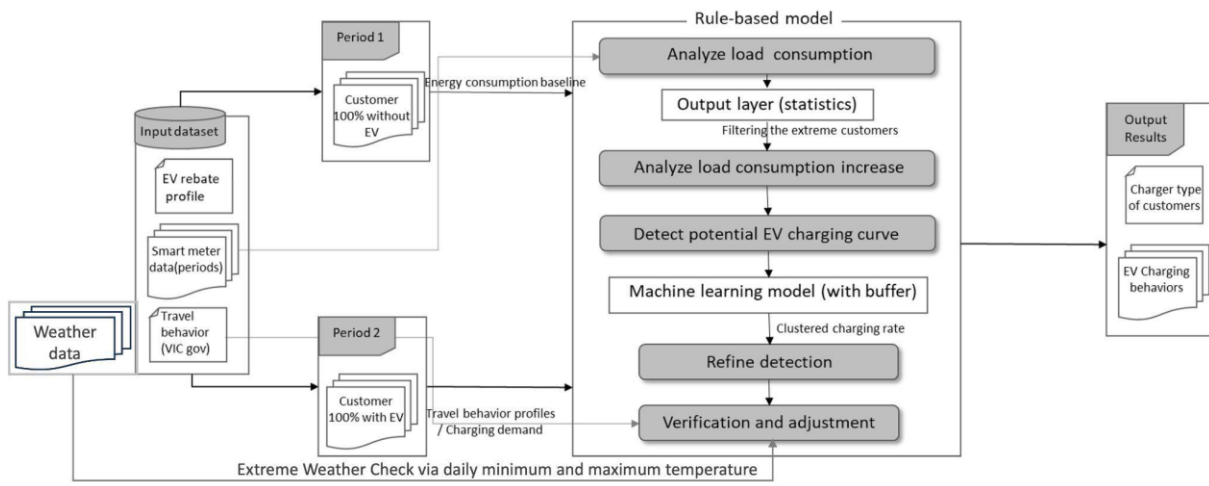 Rule-based model
Period 1
Analyze load consumption
Energy consumption baseline
Customer
100% without
EV
Output layer (statistics)
Output
Results
Input dataset
Filtering the extreme customers
EV rebate
profile
Analyze load consumption increase
Charger type
of customers
Smart meter
data(periods)
Detect potential EV charging curve
EV Charging
behaviors
Machine learning model (with buffer)
Weather
data
Travel
behavior
(VIC gov)
Period 2
Clustered charging rate
Refine detection
Customer
100% with EV
Travel behavior profiles
/ Charging demand
Verification and adjustment
Extreme Weather Check via daily minimum and maximum temperature